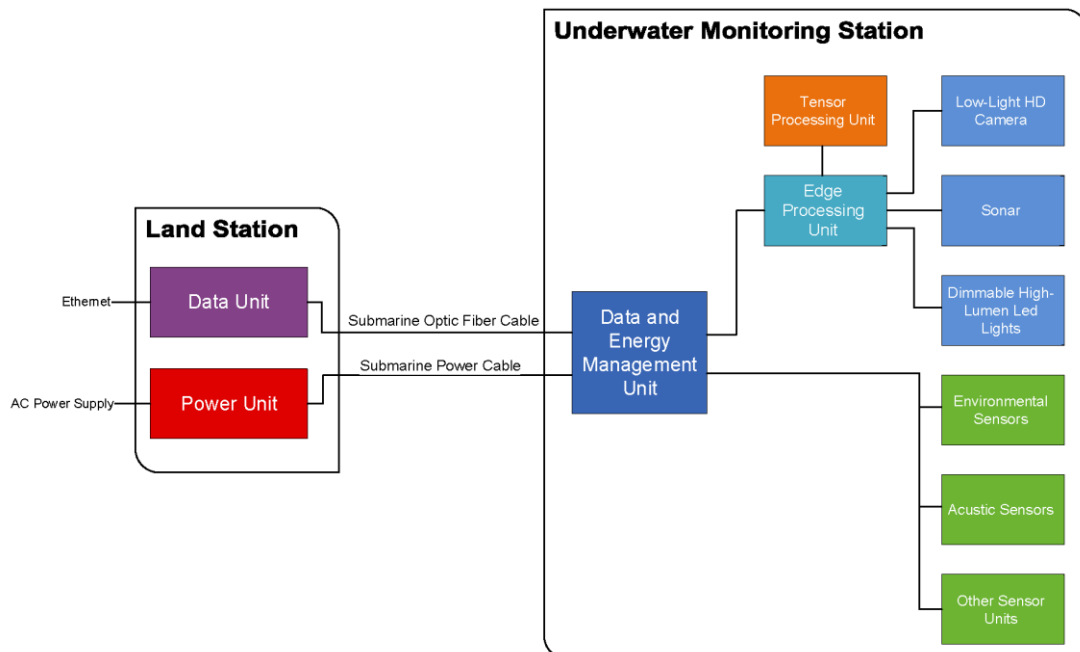 Underwater Monitoring Station
Tensor
Processing Unit
Low-Light HD
Camera
Edge
Processing
Unit
Sonar
Land Station
Ethernet
Data Unit
Submarine Optic Fiber Cable
Data and
Energy
Management
Unit
Dimmable High-
Lumen Led
Lights
Submarine Power Cable
AC Power Supply
Power Unit
Environmental
Sensors
Acustic Sensors
Other Sensor
Units